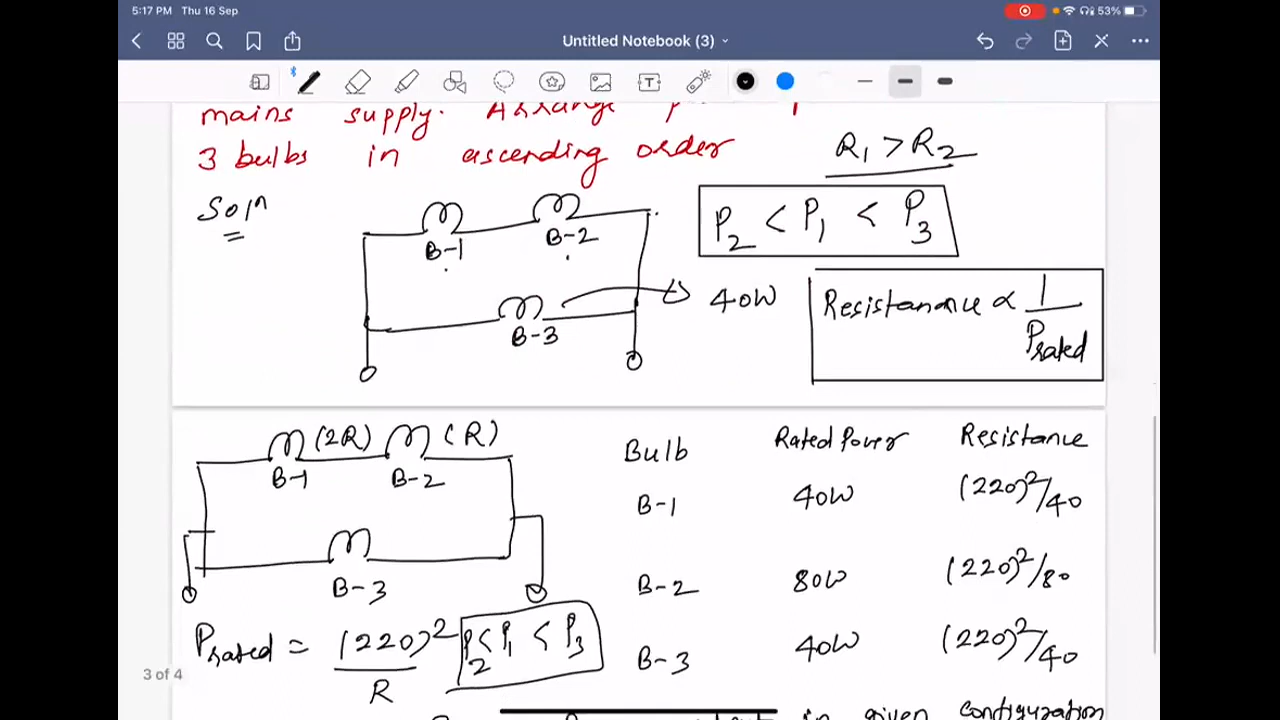 5:17 PM Thu 16 Sep
53%
Untitled Notebook (3)
mains supply. Arrange
3 bulbs in ascending order
R1 > R2
Soln
B-1
B-2
P2 < P1 < P3
B-3
40W
Resistanance ∝ 1/Prated
(2R)
(R)
B-1
B-2
B-3
Bulb Rated Power Resistance
B-1 40W (220)²/40
B-2 80W (220)²/80
B-3 40W (220)²/40
Prated = (220)²/R
P2 < P1 < P3
3 of 4
in given configuration